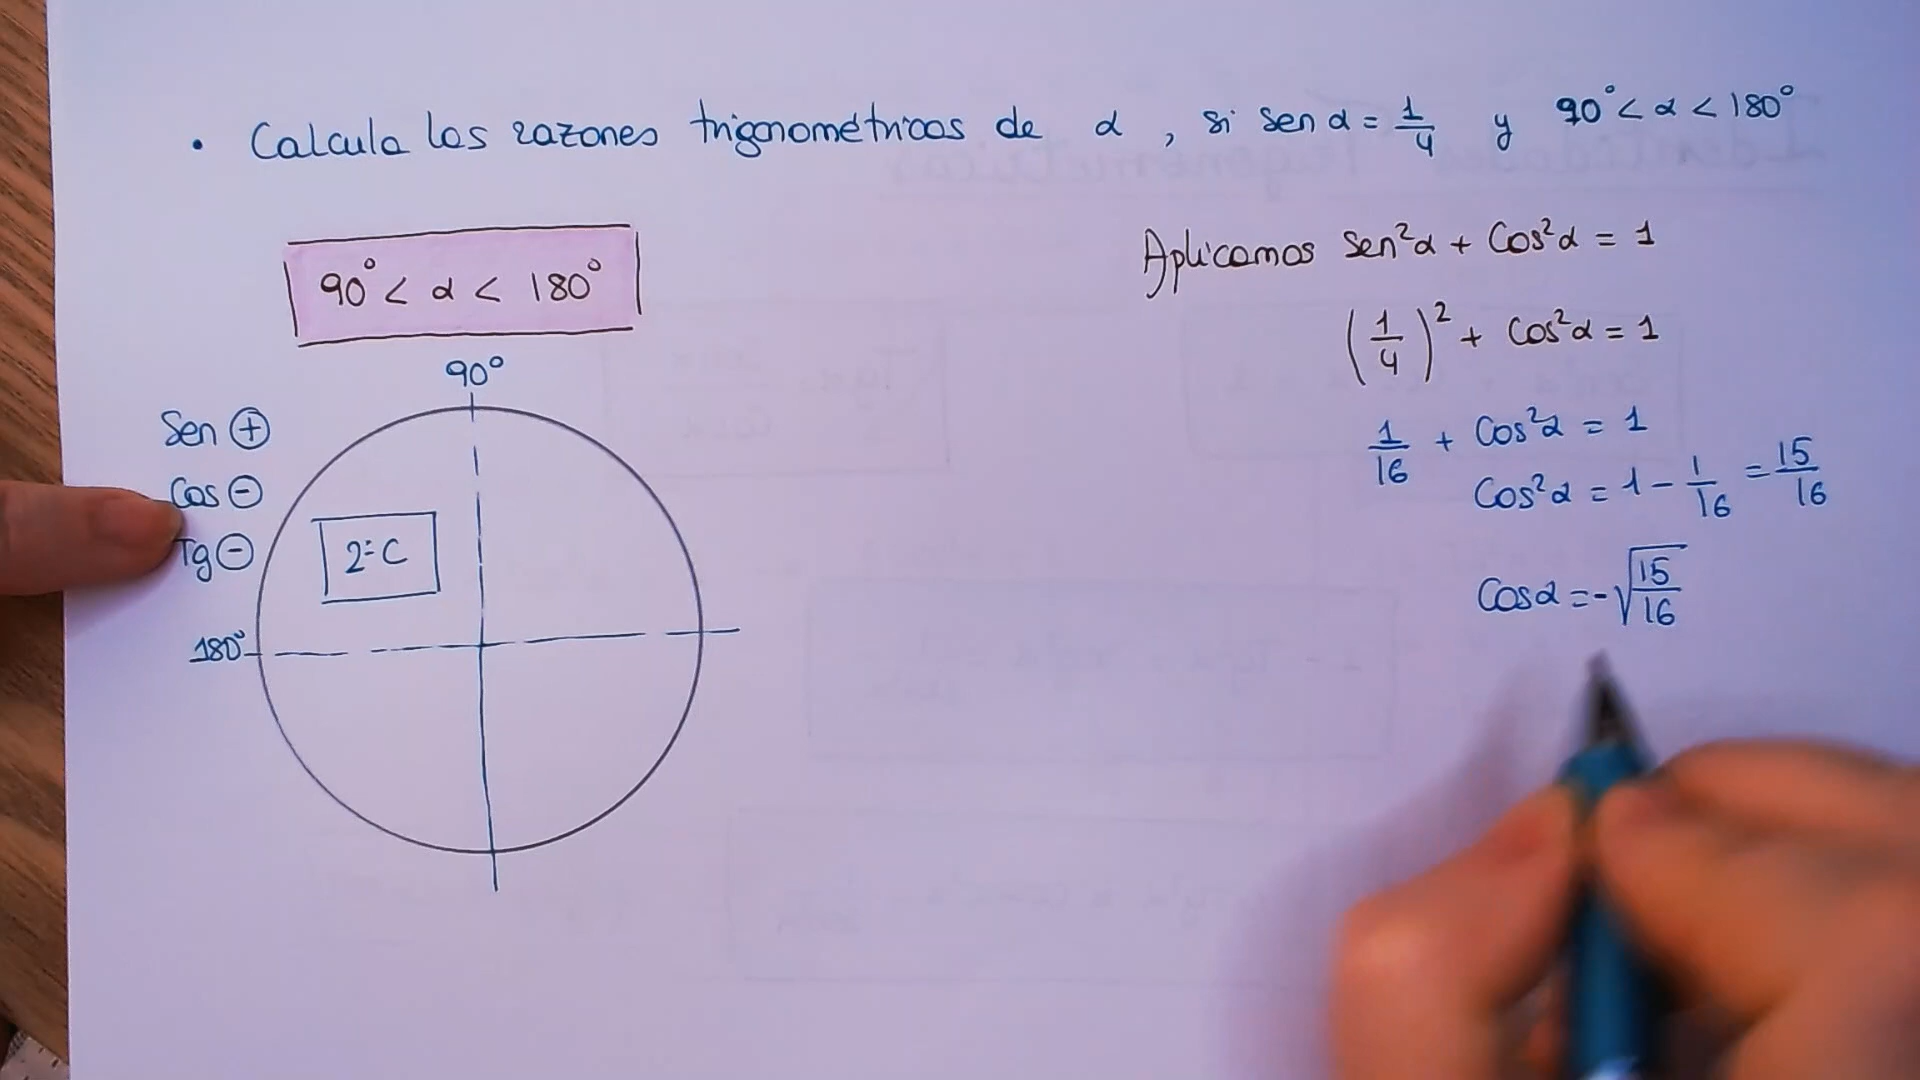 • Calcula las razones trigonométricas de α , si sen α = 1/4 y 90° < α < 180°
90° < α < 180°
90°
Sen ⊕
Cos ⊖
Tg ⊖
2º C
180°
Aplicamos Sen²α + Cos²α = 1
(1/4)² + Cos²α = 1
1/16 + Cos²α = 1
Cos²α = 1 - 1/16 = 15/16
Cosα = -√(15/16)